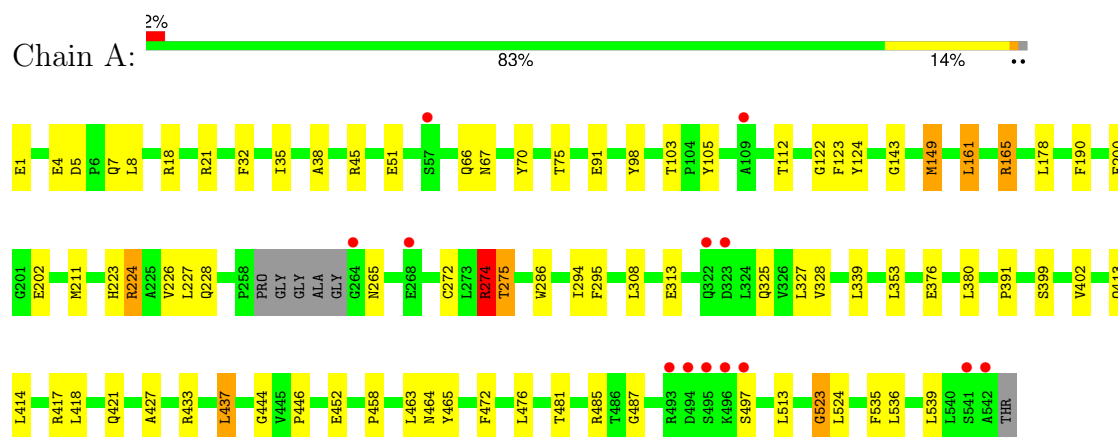 2%
Chain A:
83% 14% ••
E1 E4 D5 P6 Q7 L8 R18 R21 F32 I35 A38 R45 E51 S57 Q66 N67 Y70 T75 E91 Y98 T103 P104 Y105 A109 T112 G122 F123 Y124 G143 M149 L161 R165 L178 F190
G201 E202 M211 H223 R224 A225 V226 L227 Q228 P258 PRO GLY GLY ALA GLY G264 N265 E268 C272 L273 R274 T275 W286 I294 F295 L308 E313 Q322 D323 L324 Q325 V326 L327 V328 L339 L353 E376 L380 P391 S399 V402
L414 R417 L418 Q421 A427 R433 L437 G444 V445 P446 E452 P458 L463 N464 Y465 F472 L476 T481 R485 T486 G487 R493 D494 S495 K496 S497 L513 G523 L524 F535 L536 L539 L540 S541 A542 THR